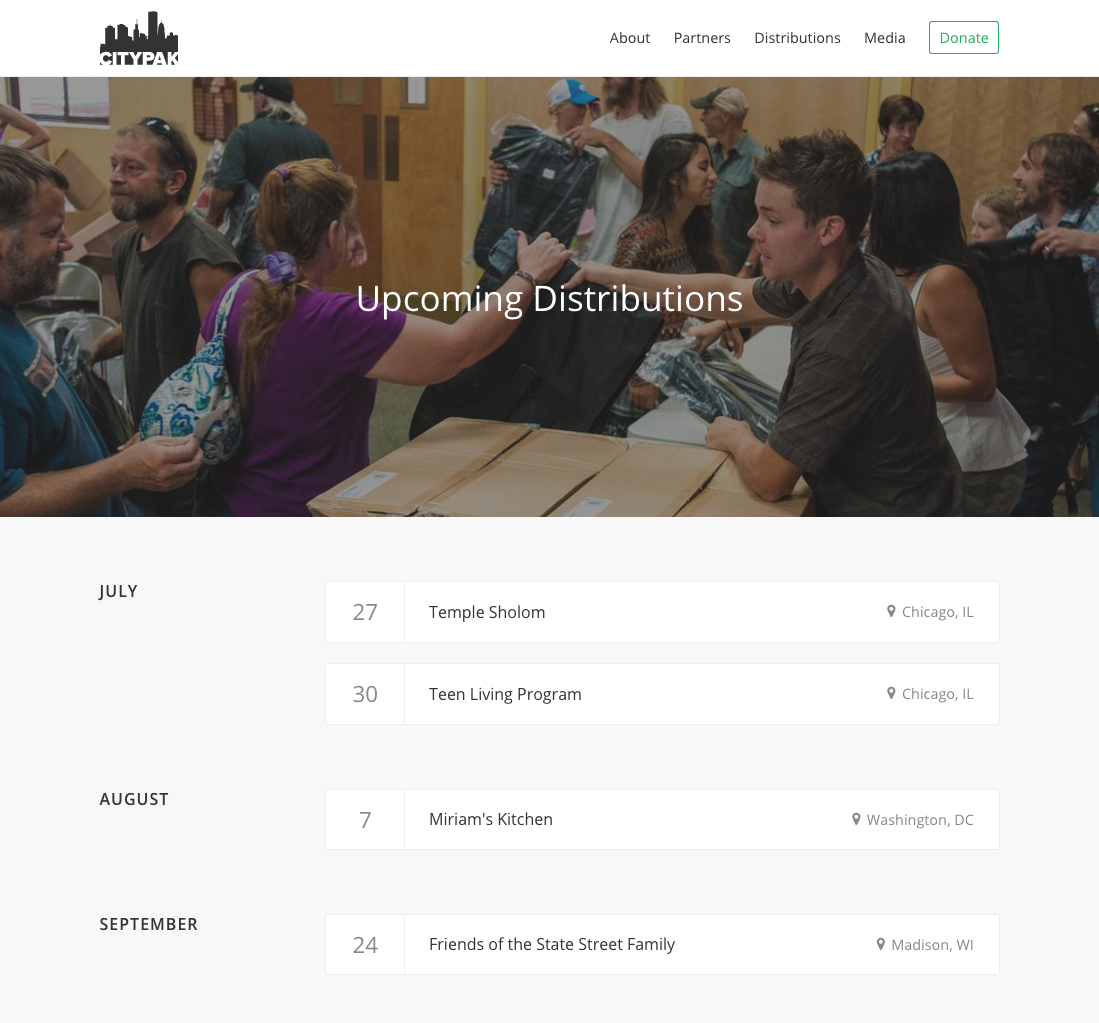 CITYPAK
About Partners Distributions Media Donate
Upcoming Distributions
JULY
27 Temple Sholom Chicago, IL
30 Teen Living Program Chicago, IL
AUGUST
7 Miriam's Kitchen Washington, DC
SEPTEMBER
24 Friends of the State Street Family Madison, WI